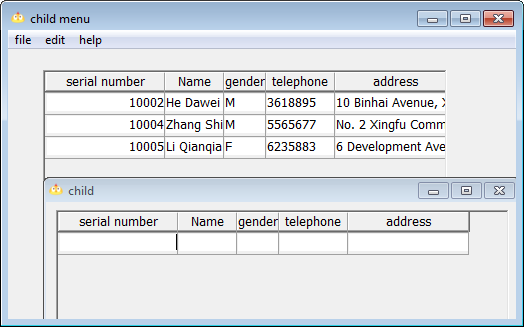 child menu
file edit help
serial number Name gender telephone address
10002 He Dawei M 3618895 10 Binhai Avenue,
10004 Zhang Shi M 5565677 No. 2 Xingfu Comm
10005 Li Qianqia F 6235883 6 Development Ave
child
serial number Name gender telephone address